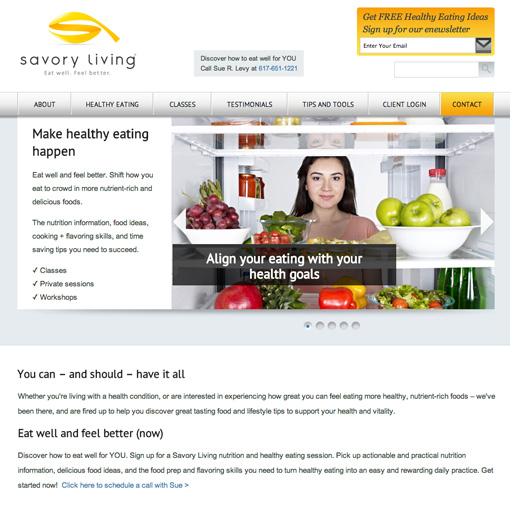 savory living
Eat well. Feel better.
Discover how to eat well for YOU
Call Sue R. Levy at 617-651-1221
Get FREE Healthy Eating Ideas
Sign up for our enewsletter
Enter Your Email
ABOUT
HEALTHY EATING
CLASSES
TESTIMONIALS
TIPS AND TOOLS
CLIENT LOGIN
CONTACT
Make healthy eating
happen
Eat well and feel better. Shift how you
eat to crowd in more nutrient-rich and
delicious foods.
The nutrition information, food ideas,
cooking + flavoring skills, and time
saving tips you need to succeed.
✓ Classes
✓ Private sessions
✓ Workshops
Align your eating with your
health goals
You can – and should – have it all
Whether you're living with a health condition, or are interested in experiencing how great you can feel eating more healthy, nutrient-rich foods – we've
been there, and are fired up to help you discover great tasting food and lifestyle tips to support your health and vitality.
Eat well and feel better (now)
Discover how to eat well for YOU. Sign up for a Savory Living nutrition and healthy eating session. Pick up actionable and practical nutrition
information, delicious food ideas, and the food prep and flavoring skills you need to turn healthy eating into an easy and rewarding daily practice. Get
started now! Click here to schedule a call with Sue >